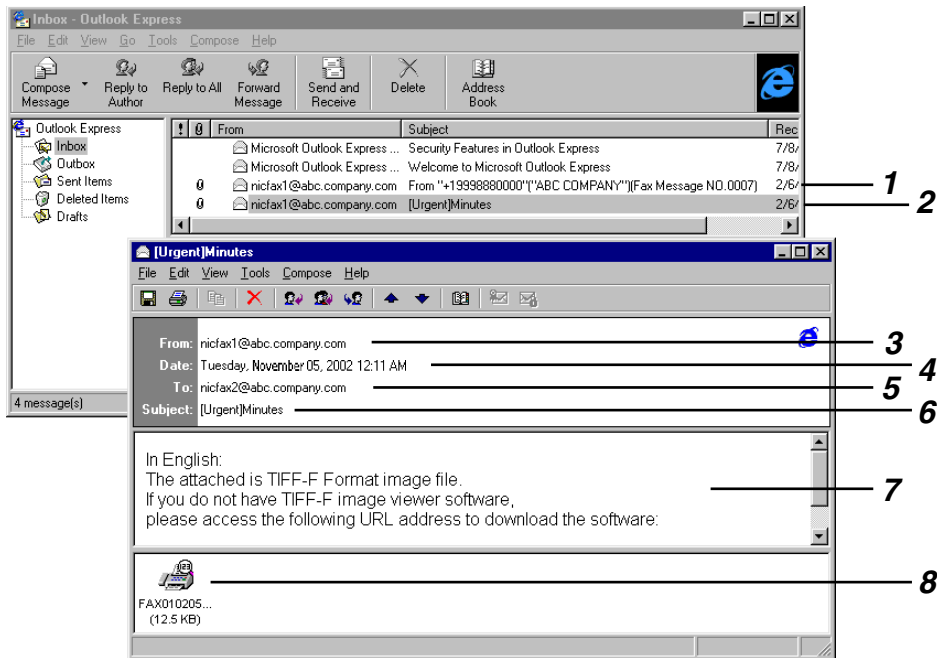 Inbox - Outlook Express
File Edit View Go Tools Compose Help
Compose Message
Reply to Author
Reply to All
Forward Message
Send and Receive
Delete
Address Book
Outlook Express
Inbox
Outbox
Sent Items
Deleted Items
Drafts
! From Subject Rec
Microsoft Outlook Express ... Security Features in Outlook Express 7/8/
Microsoft Outlook Express ... Welcome to Microsoft Outlook Express 7/8/
nicfax1@abc.company.com From "+19998880000"("ABC COMPANY")(Fax Message NO.0007) 2/6/ 1
nicfax1@abc.company.com [Urgent]Minutes 2/6/ 2
4 message(s)
[Urgent]Minutes
File Edit View Tools Compose Help
From: nicfax1@abc.company.com 3
Date: Tuesday, November 05, 2002 12:11 AM 4
To: nicfax2@abc.company.com 5
Subject: [Urgent]Minutes 6
In English:
The attached is TIFF-F Format image file.
If you do not have TIFF-F image viewer software, 7
please access the following URL address to download the software:
8
FAX010205...
(12.5 KB)